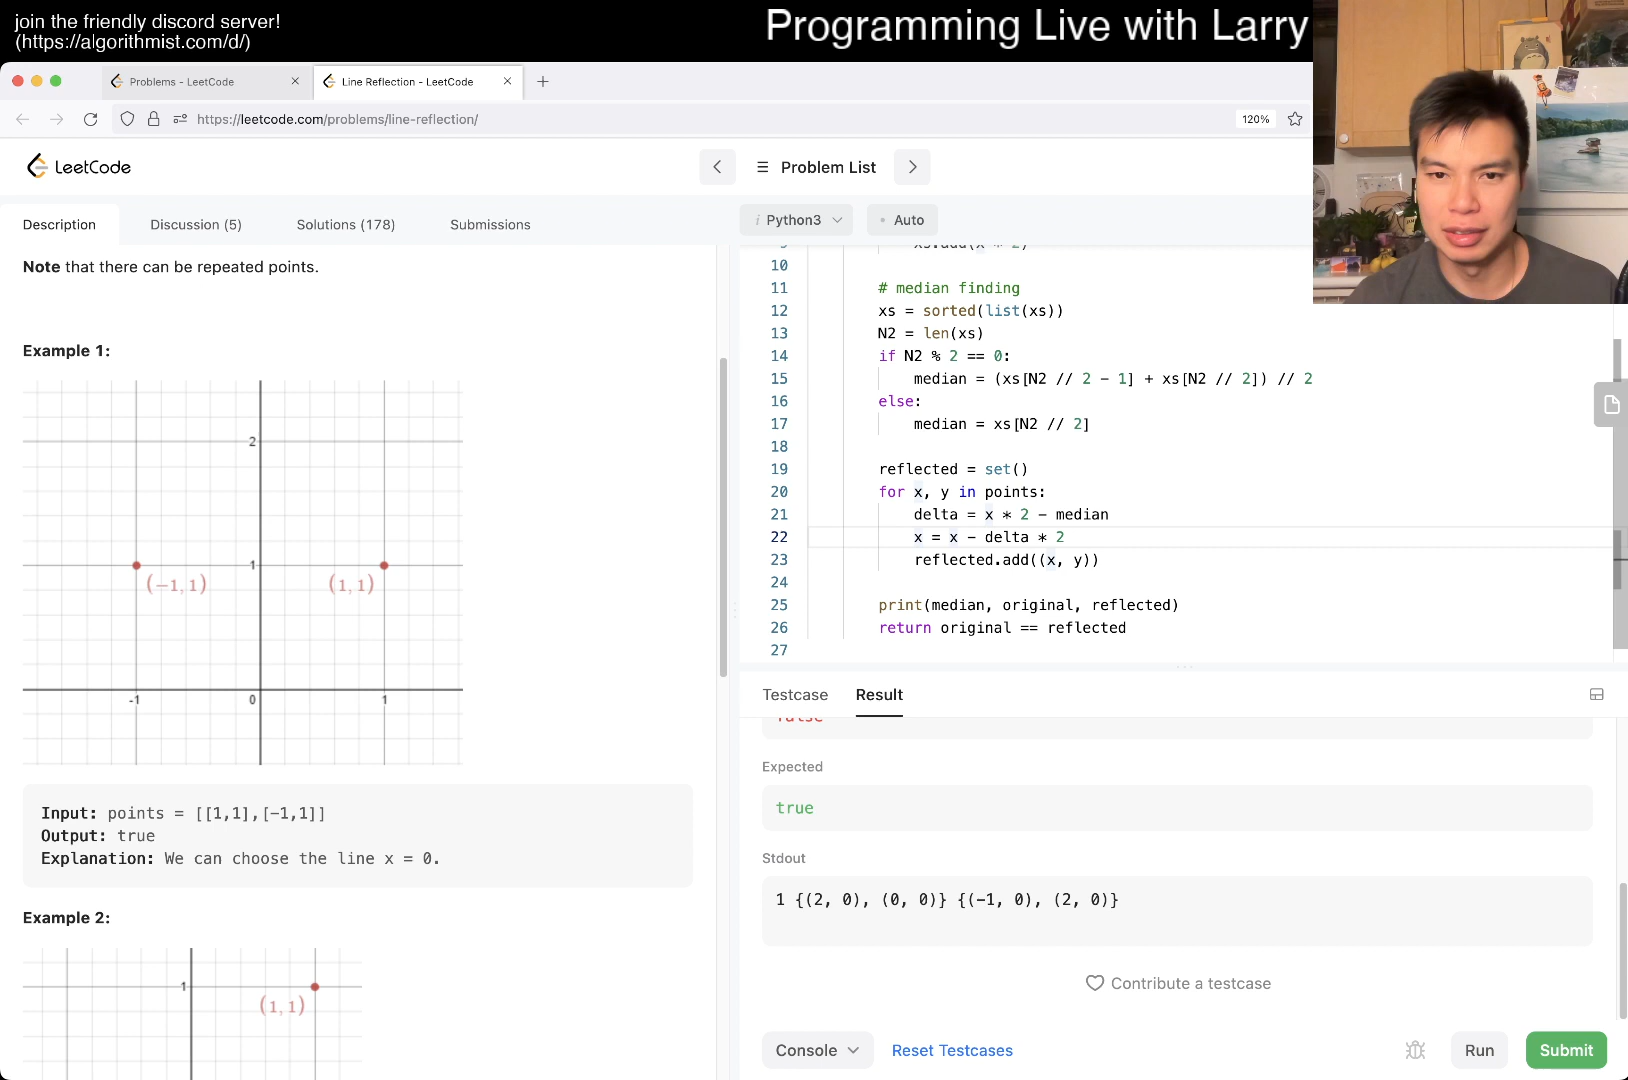 join the friendly discord server!
(https://algorithmist.com/d/)
Programming Live with Larry
Problems - LeetCode
Line Reflection - LeetCode
https://leetcode.com/problems/line-reflection/
120%
LeetCode
Problem List
Description
Discussion (5)
Solutions (178)
Submissions
Python3
Auto
Note that there can be repeated points.
Example 1:
2
1
(−1, 1)
(1, 1)
-1
0
1
Input: points = [[1,1],[-1,1]]
Output: true
Explanation: We can choose the line x = 0.
Example 2:
1
(1, 1)
9 xs.add(x * 2)
10
11 # median finding
12 xs = sorted(list(xs))
13 N2 = len(xs)
14 if N2 % 2 == 0:
15 median = (xs[N2 // 2 - 1] + xs[N2 // 2]) // 2
16 else:
17 median = xs[N2 // 2]
18
19 reflected = set()
20 for x, y in points:
21 delta = x * 2 - median
22 x = x - delta * 2
23 reflected.add((x, y))
24
25 print(median, original, reflected)
26 return original == reflected
27
Testcase
Result
false
Expected
true
Stdout
1 {(2, 0), (0, 0)} {(-1, 0), (2, 0)}
Contribute a testcase
Console
Reset Testcases
Run
Submit